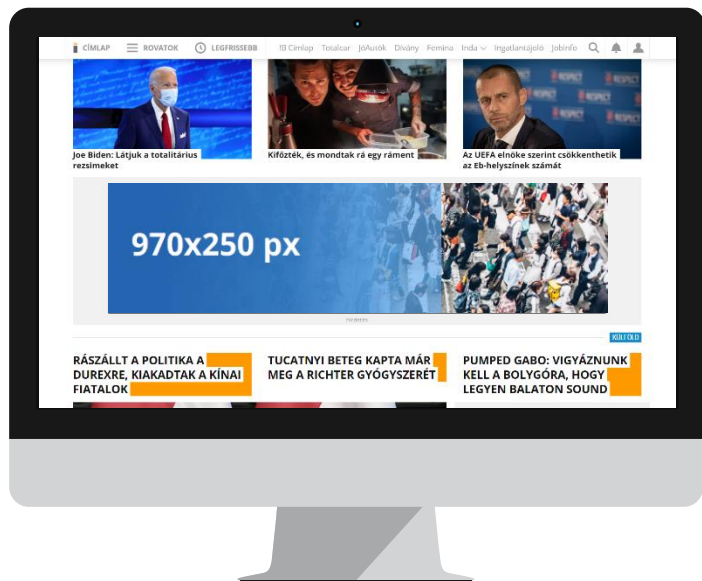 CÍMLAP ROVATOK LEGFRISSEBB Címlap Totalcar JóAutók Dívány Femina Inda Ingatlantájoló Jobinfo
Joe Biden: Látjuk a totalitárius
rezsimeket
Kifőzték, és mondtak rá egy ráment
Az UEFA elnöke szerint csökkenthetik
az Eb-helyszínek számát
970x250 px
KÜLFÖLD
RÁSZÁLLT A POLITIKA A
DUREXRE, KIAKADTAK A KÍNAI
FIATALOK
TUCATNYI BETEG KAPTA MÁR
MEG A RICHTER GYÓGYSZERÉT
PUMPED GABO: VIGYÁZNUNK
KELL A BOLYGÓRA, HOGY
LEGYEN BALATON SOUND